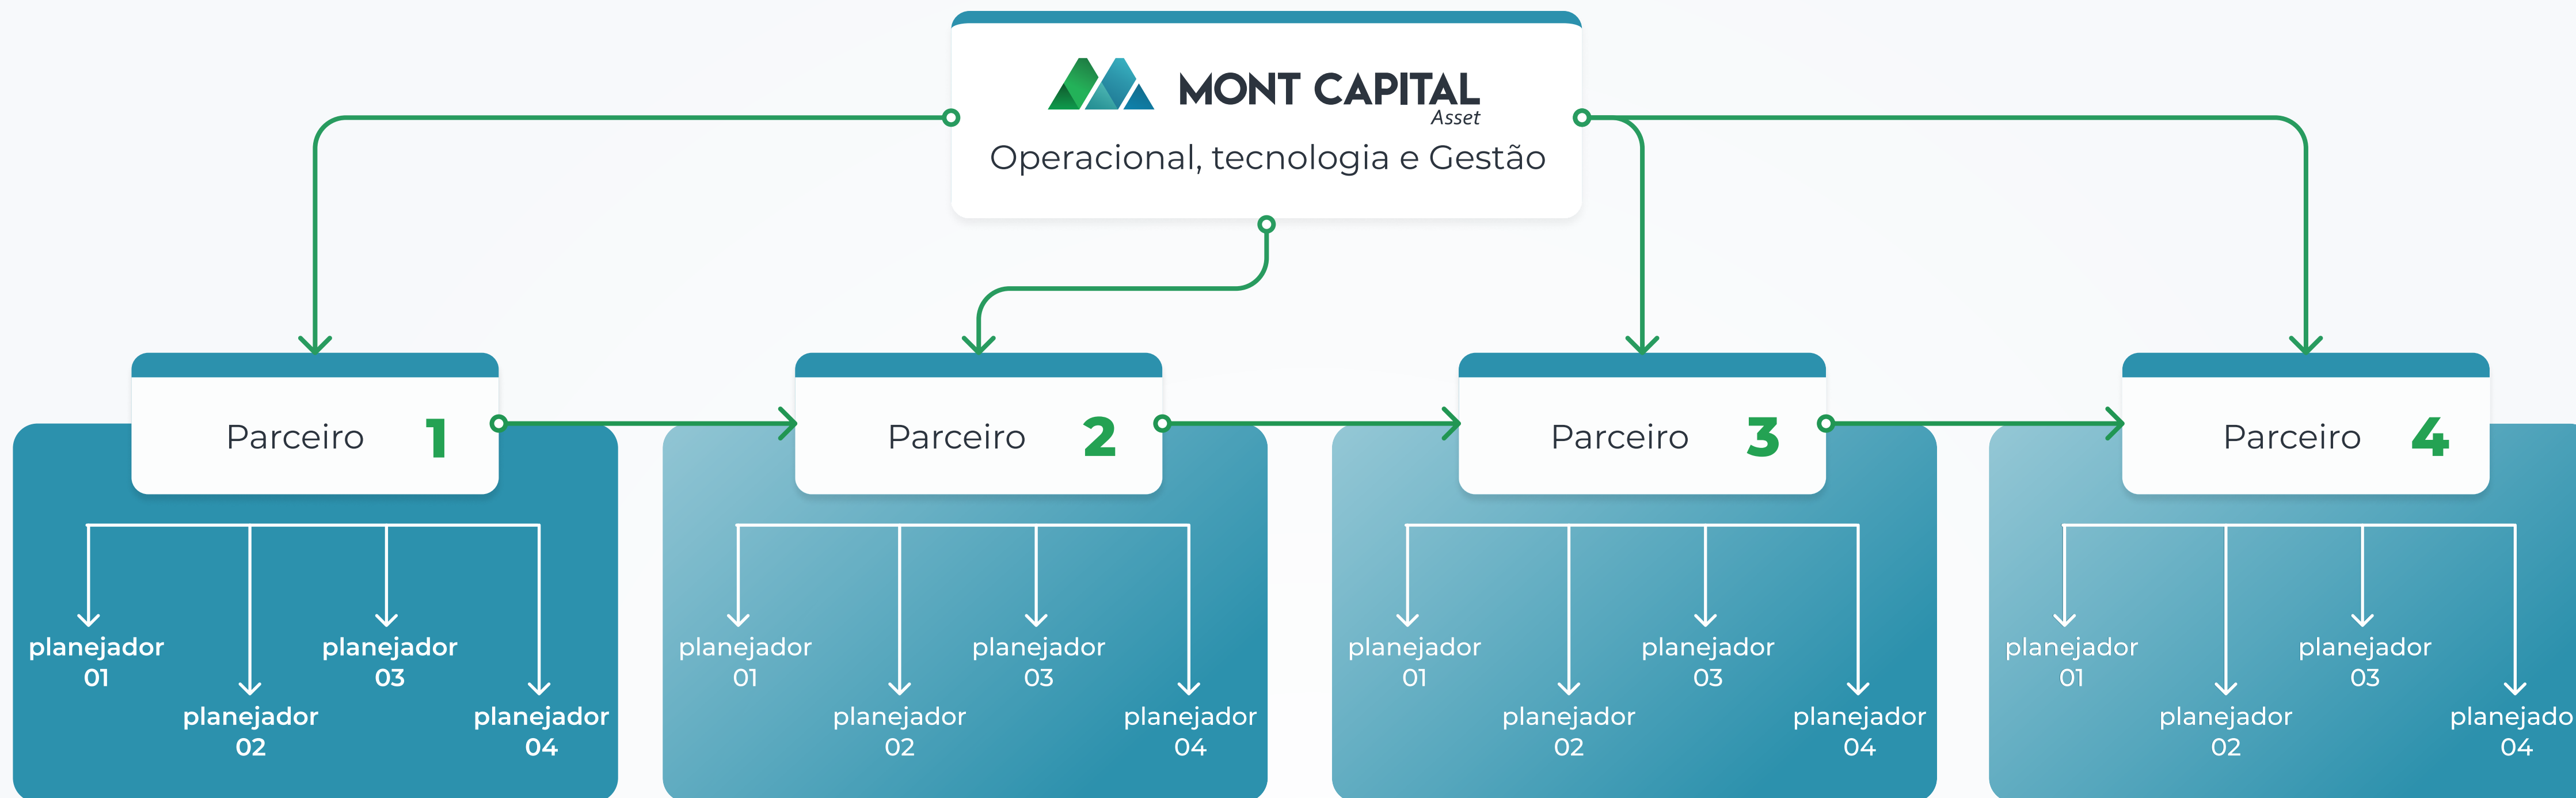 MONT CAPITAL
Asset
Operacional, tecnologia e Gestão
Parceiro 1
Parceiro 2
Parceiro 3
Parceiro 4
planejador
01
planejador
02
planejador
03
planejador
04
planejador
01
planejador
02
planejador
03
planejador
04
planejador
01
planejador
02
planejador
03
planejador
04
planejador
01
planejador
02
planejador
03
planejado
04